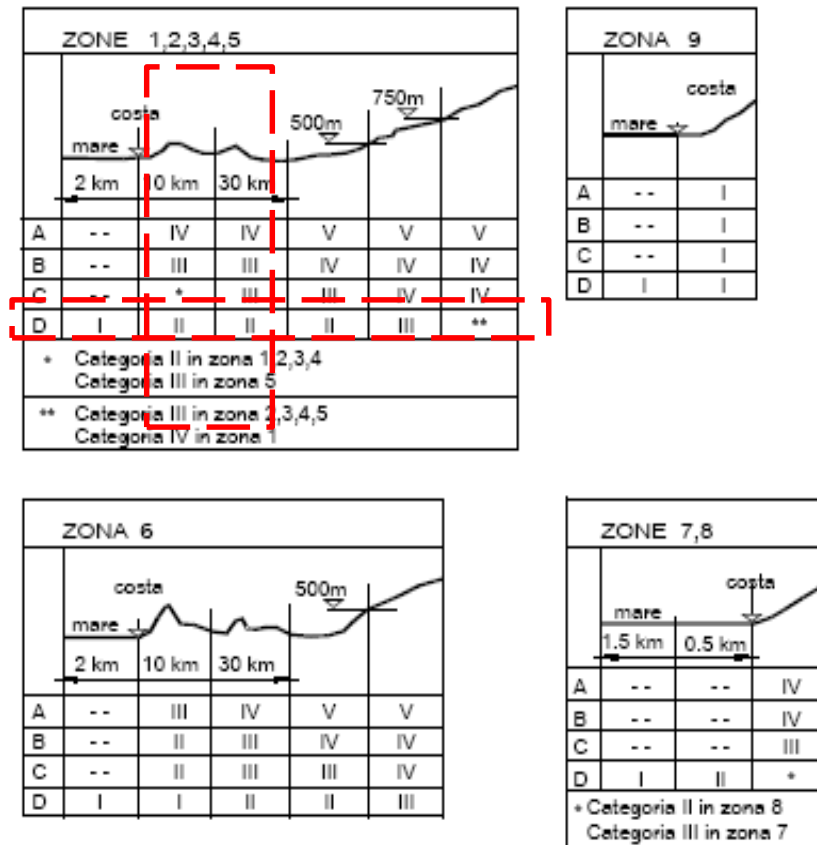 ZONE 1,2,3,4,5
costa
mare
500m
750m
2 km 10 km 30 km
A -- IV IV V V V
B -- III III IV IV IV
C -- * III III IV IV
D I II II II III **
* Categoria II in zona 1,2,3,4
Categoria III in zona 5
** Categoria III in zona 2,3,4,5
Categoria IV in zona 1
ZONA 9
costa
mare
A -- I
B -- I
C -- I
D I I
ZONA 6
costa
mare
500m
2 km 10 km 30 km
A -- III IV V V
B -- II III IV IV
C -- II III III IV
D I I II II III
ZONE 7,8
costa
mare
1.5 km 0.5 km
A -- -- IV
B -- -- IV
C -- -- III
D I II *
* Categoria II in zona 8
Categoria III in zona 7